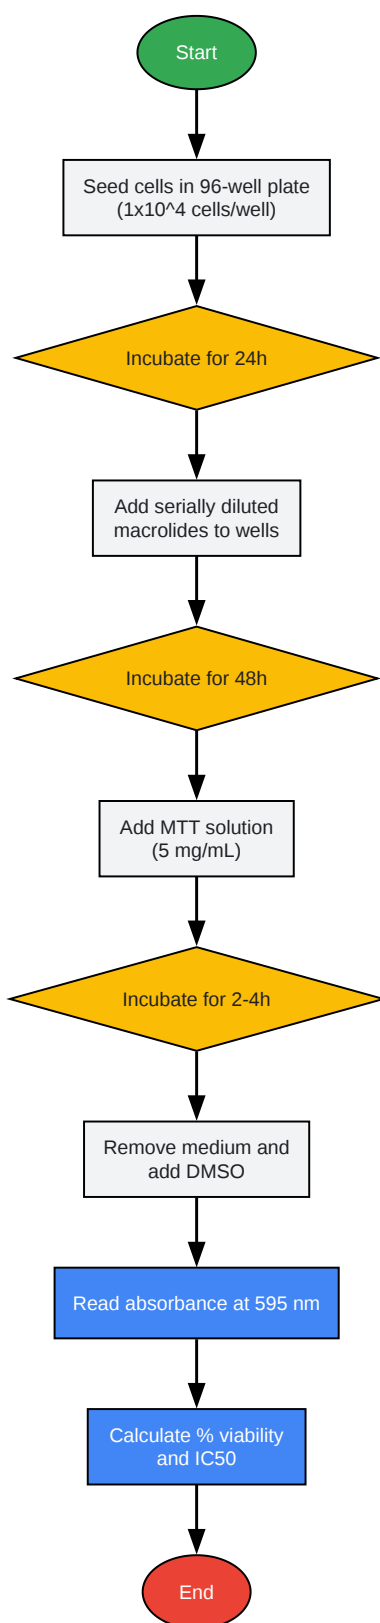 Start
Seed cells in 96-well plate
(1x10^4 cells/well)
Incubate for 24h
Add serially diluted
macrolides to wells
Incubate for 48h
Add MTT solution
(5 mg/mL)
Incubate for 2-4h
Remove medium and
add DMSO
Read absorbance at 595 nm
Calculate % viability
and IC50
End